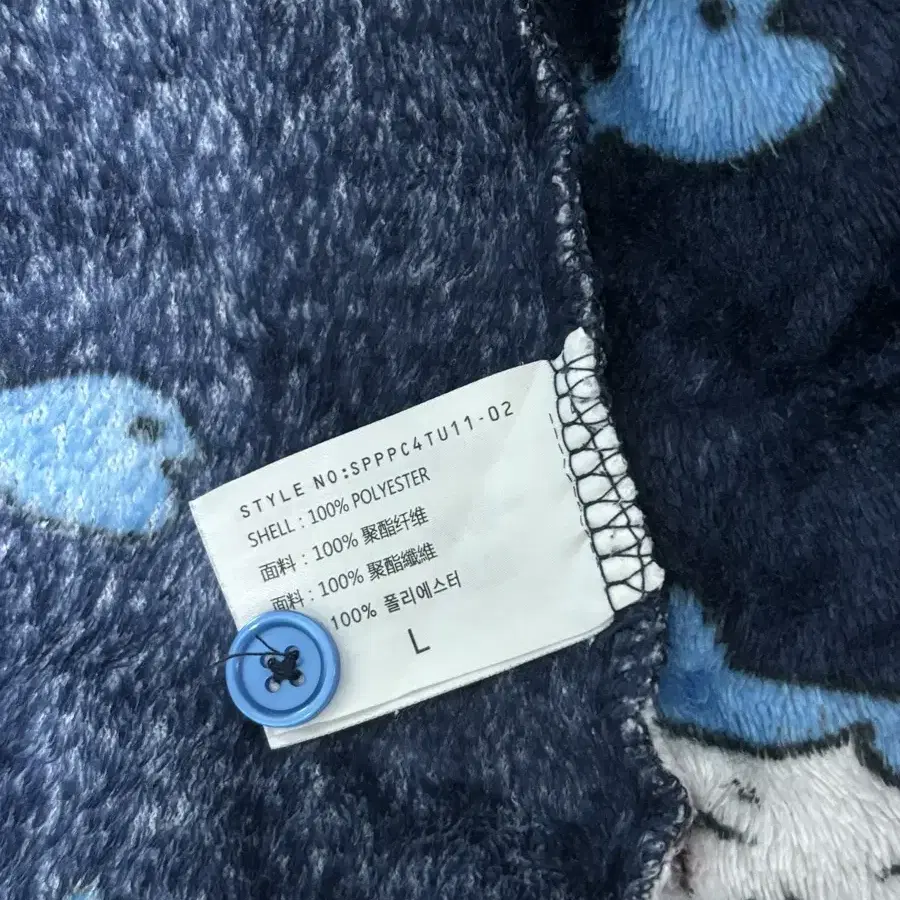 STYLE NO:SPPPC4TU11-02
SHELL : 100% POLYESTER
面料 : 100% 聚酯纤维
面料 : 100% 聚酯纖維
100% 폴리에스터
L